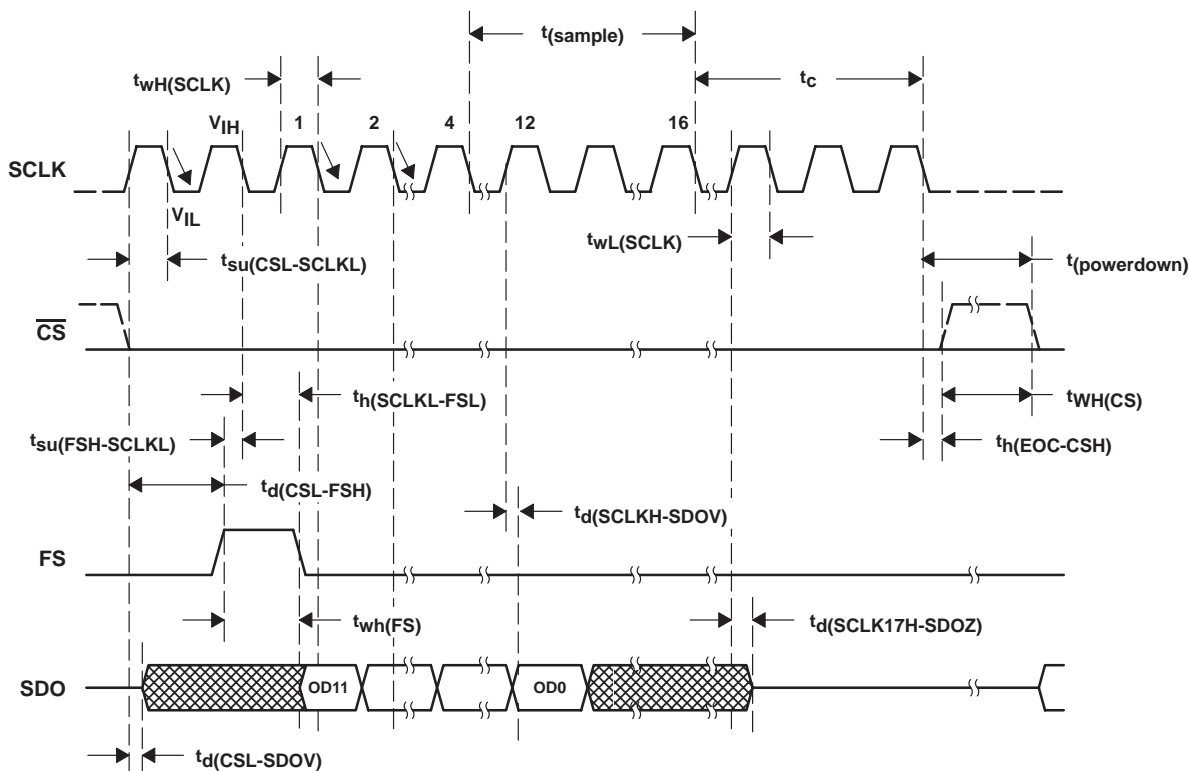 t(sample)
twH(SCLK)
tc
VIH
1
2
4
12
16
SCLK
VIL
twL(SCLK)
tsu(CSL-SCLKL)
t(powerdown)
CS
th(SCLKL-FSL)
tWH(CS)
tsu(FSH-SCLKL)
th(EOC-CSH)
td(CSL-FSH)
td(SCLKH-SDOV)
FS
twh(FS)
td(SCLK17H-SDOZ)
SDO
OD11
OD0
td(CSL-SDOV)